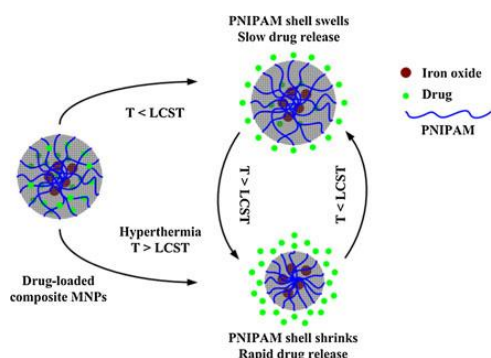 PNIPAM shell swells
Slow drug release
Iron oxide
Drug
PNIPAM
T < LCST
T > LCST
T < LCST
Hyperthermia
T > LCST
Drug-loaded
composite MNPs
PNIPAM shell shrinks
Rapid drug release